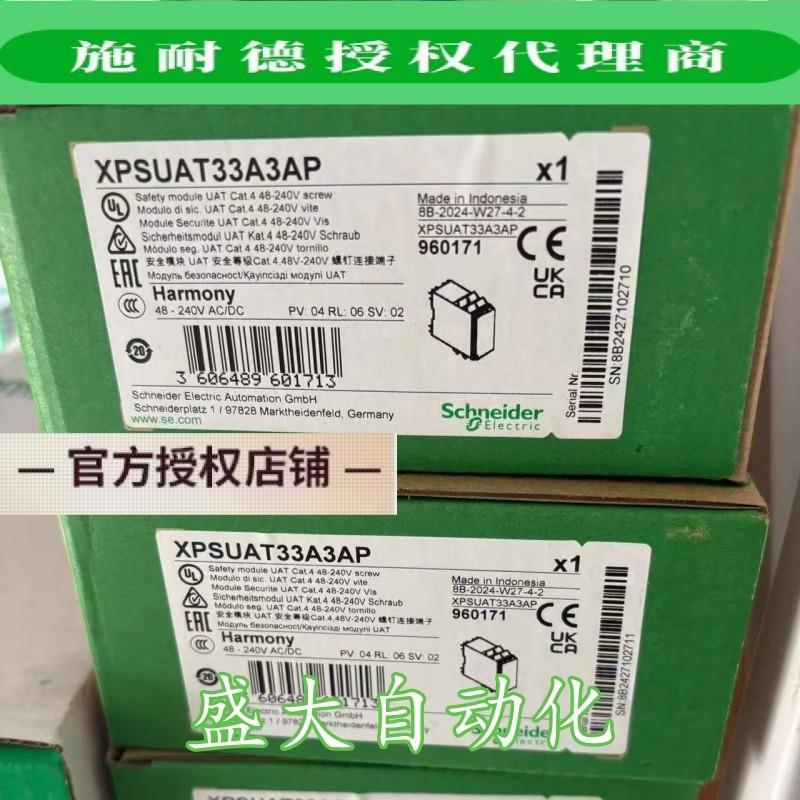 施耐德授权代理商
XPSUAT33A3AP
x1
Safety module UAT Cat.4 48-240V screw
Modulo di sic. UAT Cat.4 48-240V vite
Module Securite UAT Cat.4 48-240V Vis
Sicherheitsmodul UAT Kat.4 48-240V Schraub
Módulo seg. UAT Cat.4 48-240V tornillo
安全模块 UAT 安全等级Cat.4,48V-240V 螺钉连接端子
Модуль безопасност/Қауіпсіздік модулі UAT
Harmony
48 - 240V AC/DC
PV: 04 RL: 06 SV: 02
Made in Indonesia
8B-2024-W27-4-2
XPSUAT33A3AP
960171
UL
EAC
CCC
CE
UK
CA
20
3 606489 601713
Schneider Electric Automation GmbH
Schneiderplatz 1 / 97828 Marktheidenfeld, Germany
www.se.com
Schneider
Electric
Serial Nr.
SN:8B2427102710
— 官方授权店铺 —
XPSUAT33A3AP
x1
Safety module UAT Cat.4 48-240V screw
Modulo di sic. UAT Cat.4 48-240V vite
Module Securite UAT Cat.4 48-240V Vis
Sicherheitsmodul UAT Kat.4 48-240V Schraub
Módulo seg. UAT Cat.4 48-240V tornillo
安全模块 UAT 安全等级Cat.4,48V-240V 螺钉连接端子
Harmony
48 - 240V AC/DC
PV: 04 RL: 06 SV: 02
Made in Indonesia
8B-2024-W27-4-2
XPSUAT33A3AP
960171
UL
EAC
CCC
CE
UK
CA
20
SN:8B2427102711
盛大自动化
XPSUAT33A3AP